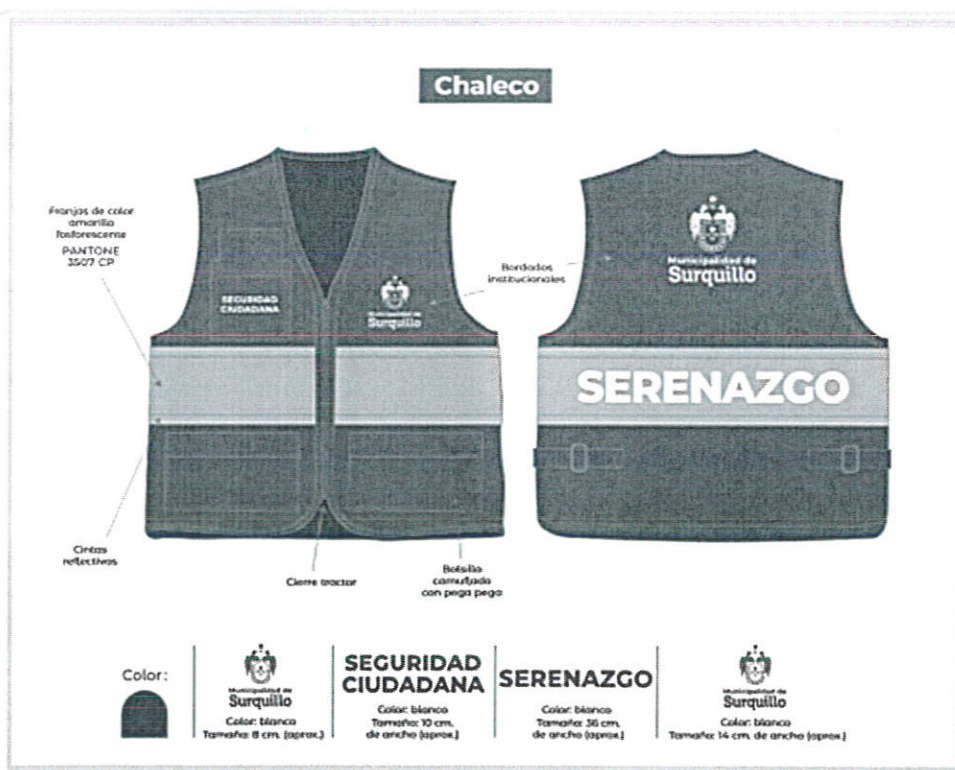 Chaleco
Franjas de color
amarillo
fosforescente
PANTONE
3507 CP
SEGURIDAD
CIUDADANA
Municipalidad de
Surquillo
Bordados
institucionales
Municipalidad de
Surquillo
SERENAZGO
Cintas
reflectivas
Cierre tractor
Bolsillo
camuflado
con pega pega
Color:
Municipalidad de
Surquillo
Color: blanco
Tamaño: 8 cm. (aprox.)
SEGURIDAD
CIUDADANA
Color: blanco
Tamaño: 10 cm.
de ancho (aprox.)
SERENAZGO
Color: blanco
Tamaño: 36 cm.
de ancho (aprox.)
Municipalidad de
Surquillo
Color: blanco
Tamaño: 14 cm. de ancho (aprox.)